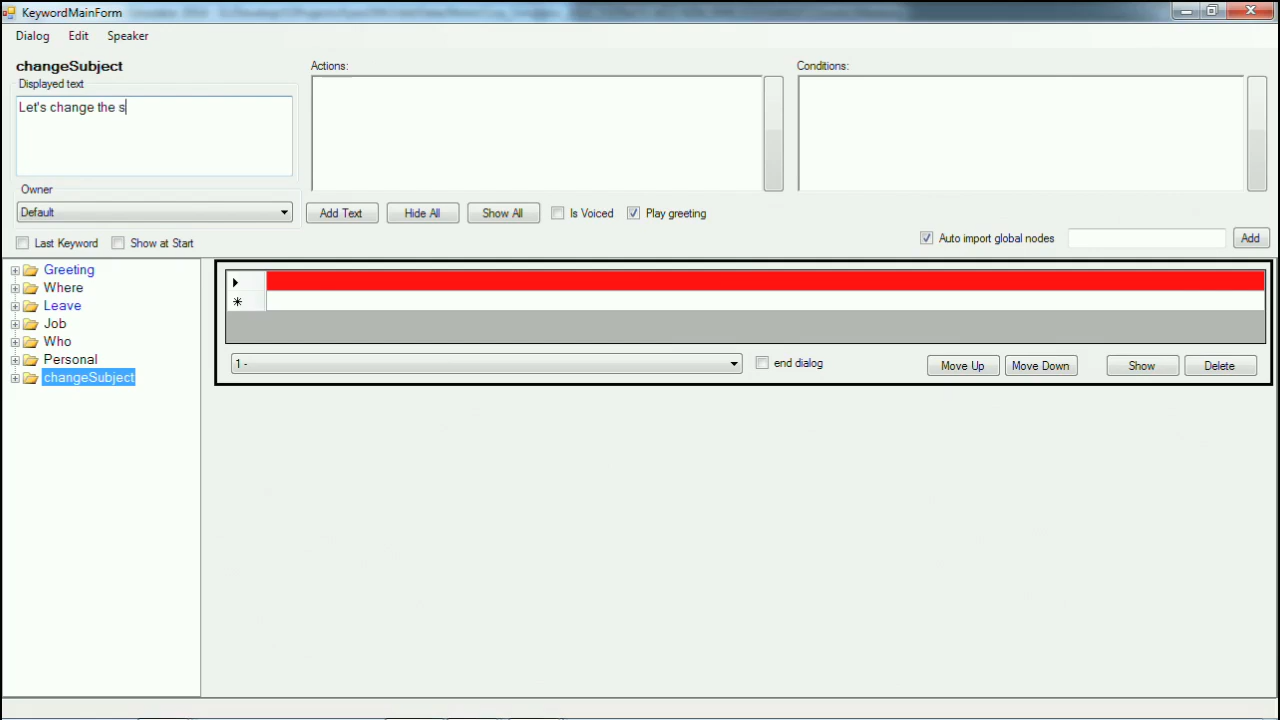 KeywordMainForm
Dialog Edit Speaker
changeSubject
Displayed text
Let's change the s
Actions:
Conditions:
Owner
Default
Add Text Hide All Show All Is Voiced Play greeting
Last Keyword Show at Start
Auto import global nodes Add
Greeting
Where
Leave
Job
Who
Personal
changeSubject
1 - end dialog Move Up Move Down Show Delete